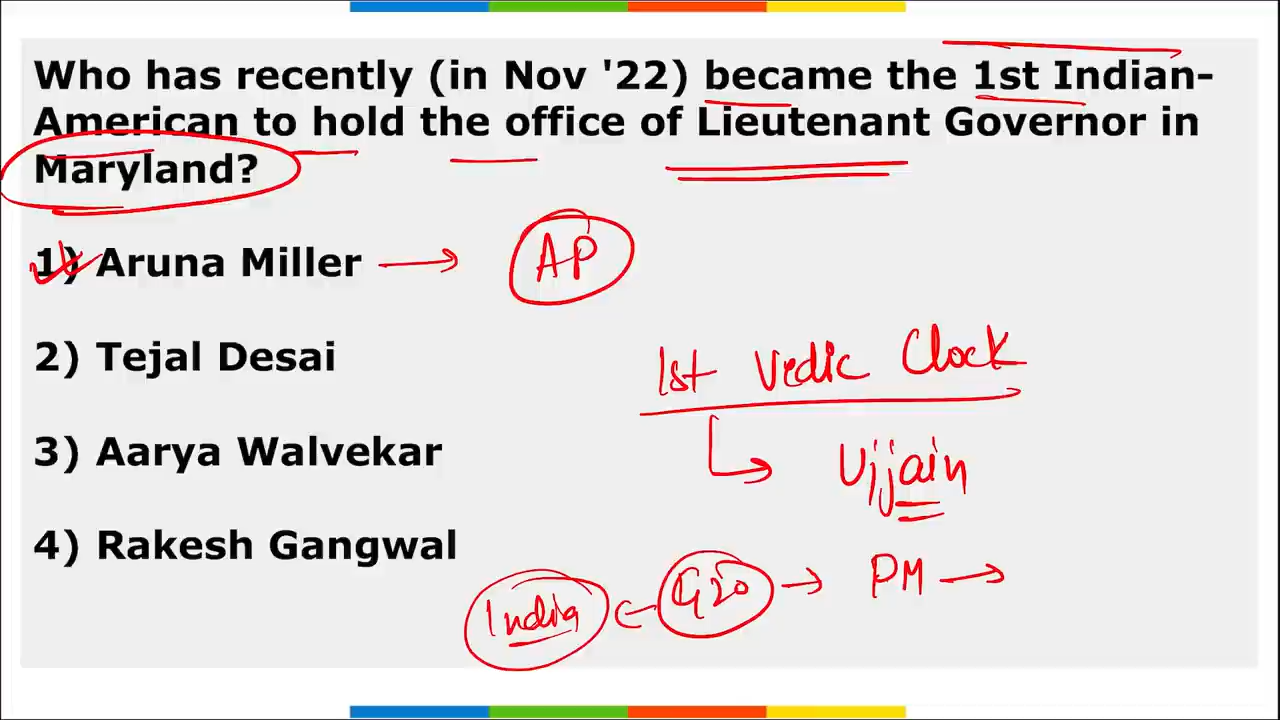 Who has recently (in Nov '22) became the 1st Indian-
American to hold the office of Lieutenant Governor in
Maryland?
1) Aruna Miller → AP
2) Tejal Desai
1st Vedic Clock
3) Aarya Walvekar
Ujjain
4) Rakesh Gangwal
India ← G20 → PM →